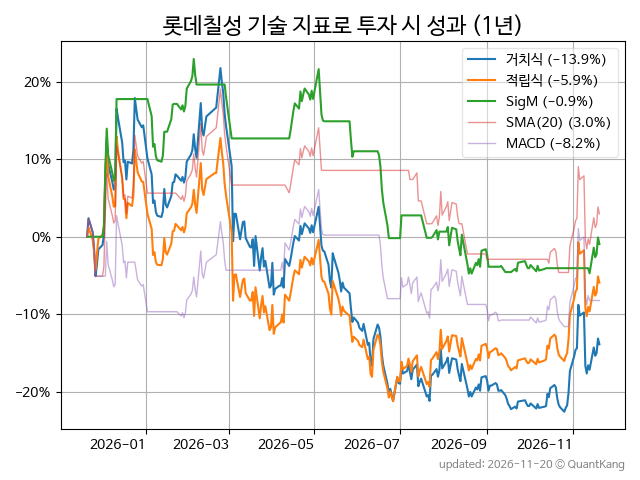 롯데칠성 기술 지표로 투자 시 성과 (1년)
거치식 (−13.9%)
적립식 (−5.9%)
SigM (−0.9%)
SMA(20) (3.0%)
MACD (−8.2%)
20%
10%
0%
−10%
−20%
2026-01 2026-03 2026-05 2026-07 2026-09 2026-11
updated: 2026-11-20 © QuantKang